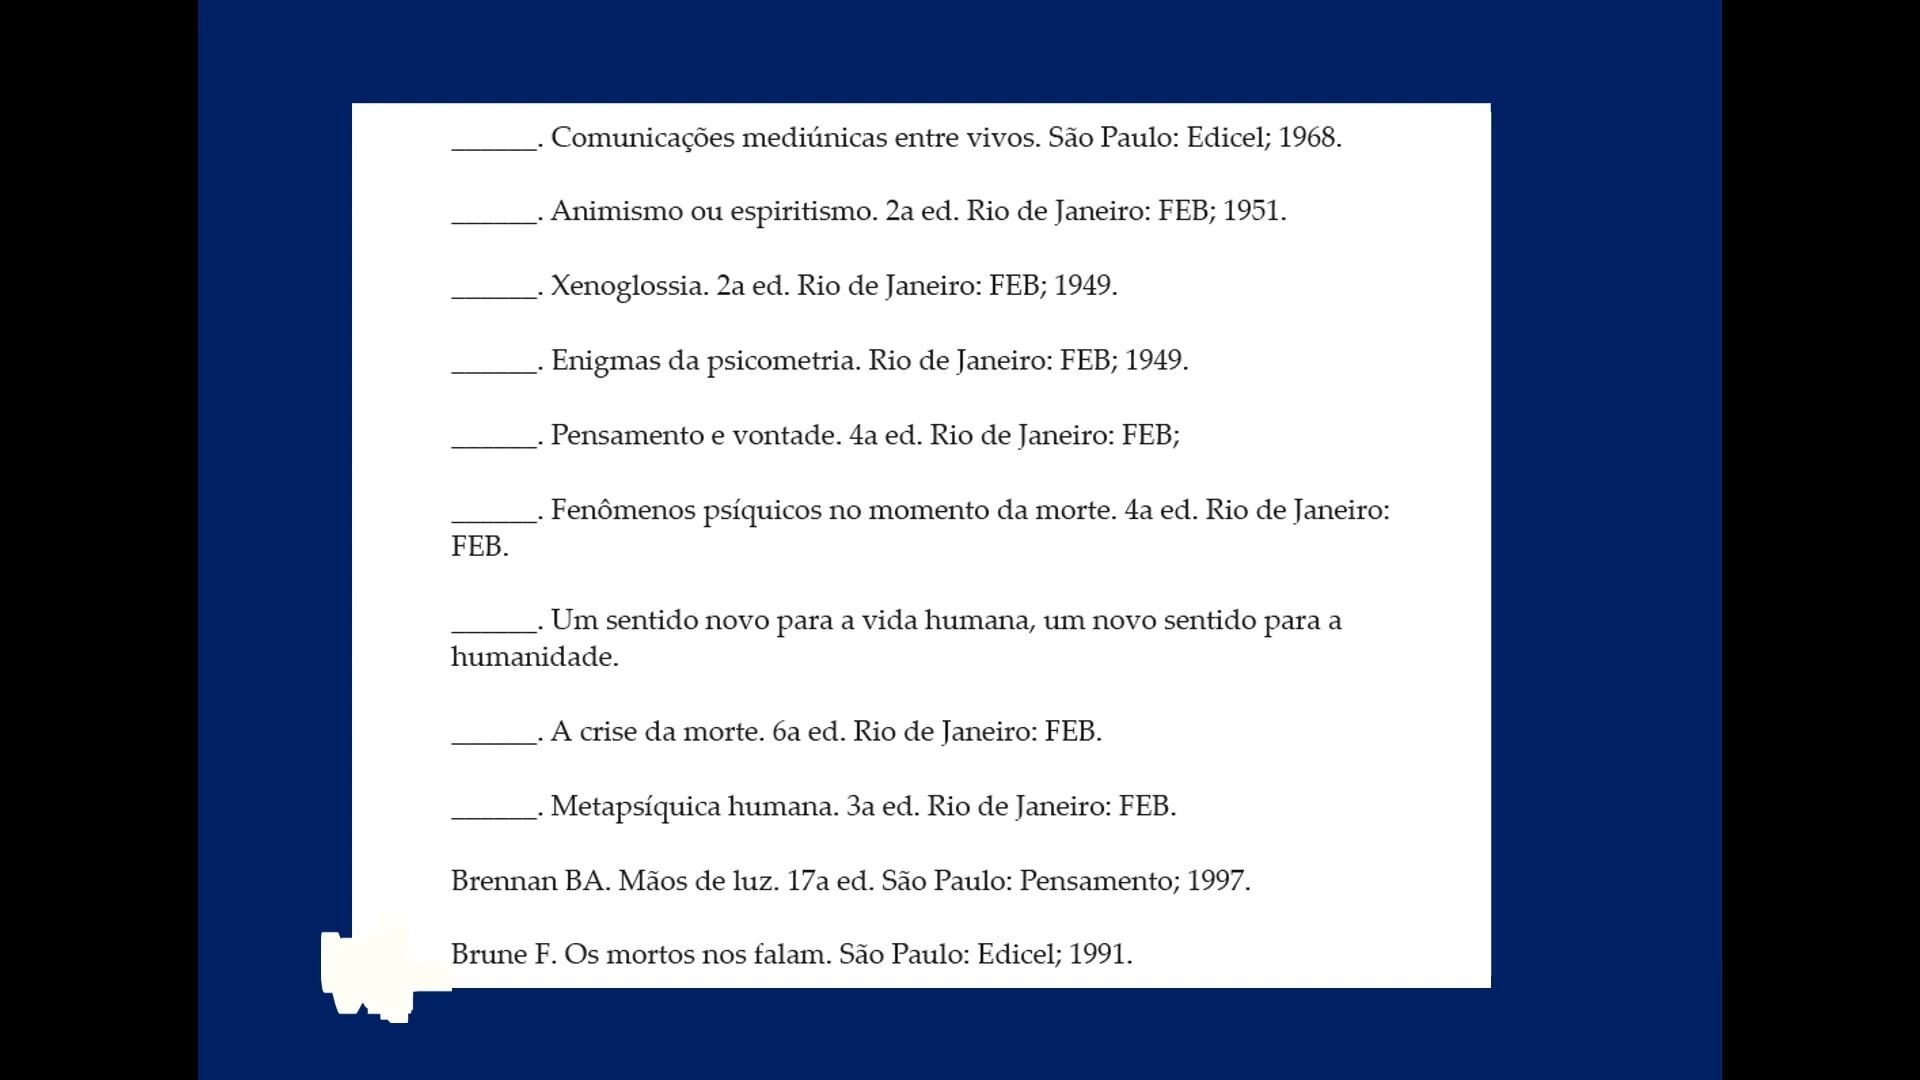 ______. Comunicações mediúnicas entre vivos. São Paulo: Edicel; 1968.
______. Animismo ou espiritismo. 2a ed. Rio de Janeiro: FEB; 1951.
______. Xenoglossia. 2a ed. Rio de Janeiro: FEB; 1949.
______. Enigmas da psicometria. Rio de Janeiro: FEB; 1949.
______. Pensamento e vontade. 4a ed. Rio de Janeiro: FEB;
______. Fenômenos psíquicos no momento da morte. 4a ed. Rio de Janeiro:
FEB.
______. Um sentido novo para a vida humana, um novo sentido para a
humanidade.
______. A crise da morte. 6a ed. Rio de Janeiro: FEB.
______. Metapsíquica humana. 3a ed. Rio de Janeiro: FEB.
Brennan BA. Mãos de luz. 17a ed. São Paulo: Pensamento; 1997.
Brune F. Os mortos nos falam. São Paulo: Edicel; 1991.